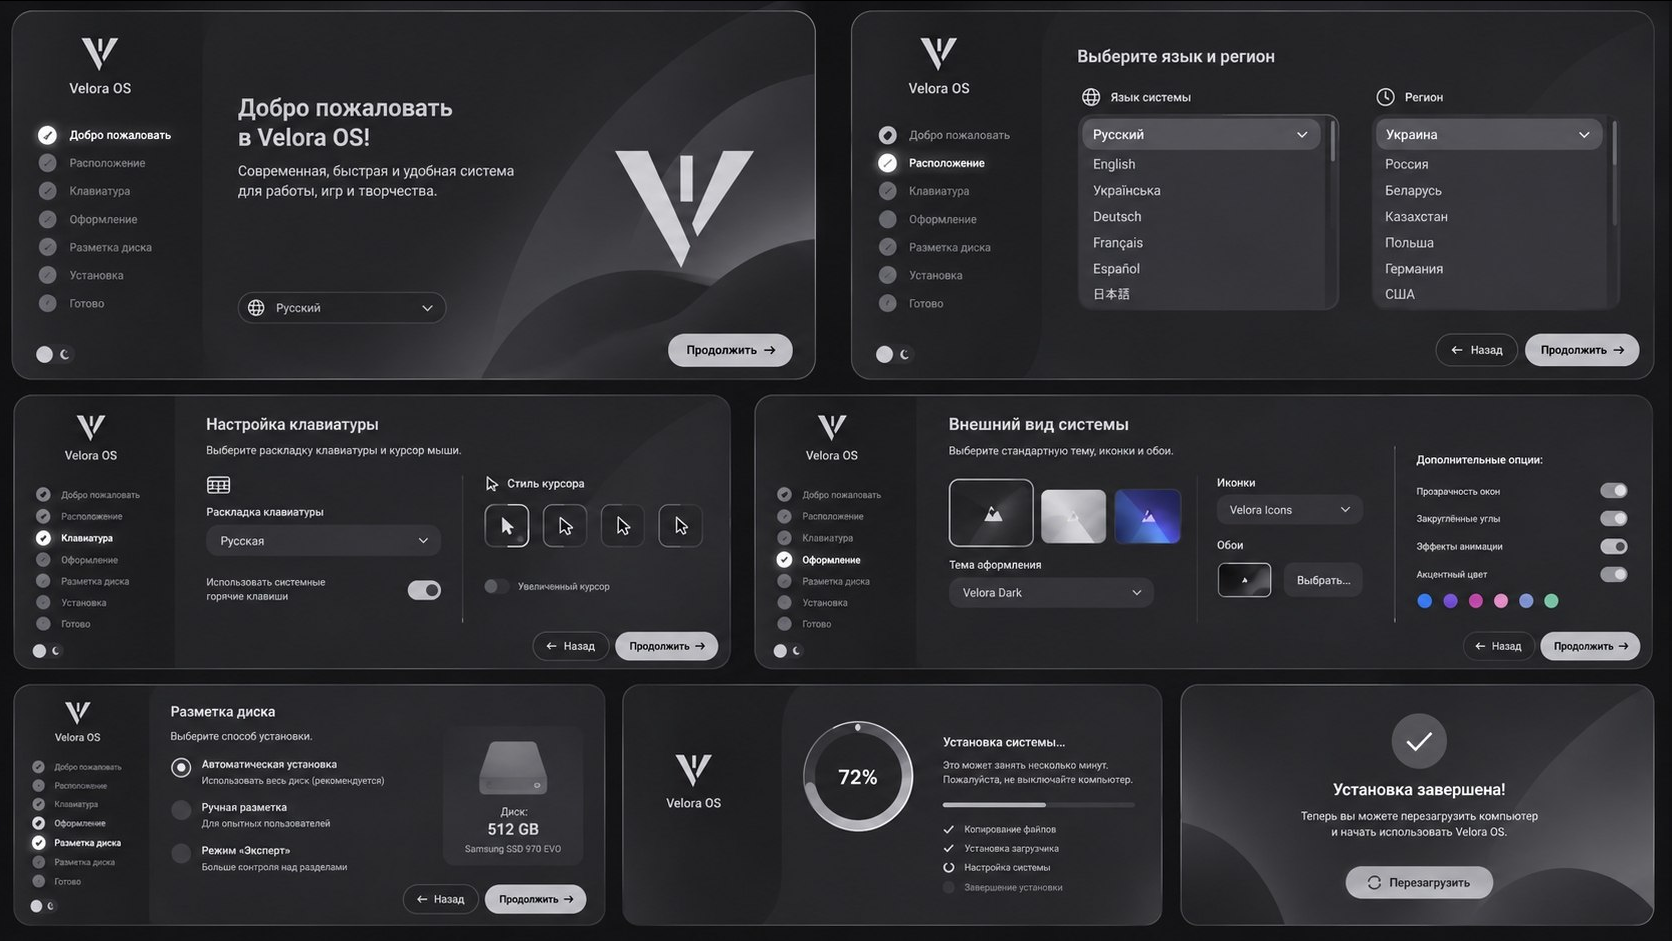 Velora OS
Добро пожаловать
Расположение
Клавиатура
Оформление
Разметка диска
Установка
Готово
Добро пожаловать
в Velora OS!
Современная, быстрая и удобная система
для работы, игр и творчества.
Русский
Продолжить
Velora OS
Добро пожаловать
Расположение
Клавиатура
Оформление
Разметка диска
Установка
Готово
Выберите язык и регион
Язык системы
Русский
English
Українська
Deutsch
Français
Español
日本語
Регион
Украина
Россия
Беларусь
Казахстан
Польша
Германия
США
Назад
Продолжить
Velora OS
Добро пожаловать
Расположение
Клавиатура
Оформление
Разметка диска
Установка
Готово
Настройка клавиатуры
Выберите раскладку клавиатуры и курсор мыши.
Раскладка клавиатуры
Русская
Использовать системные
горячие клавиши
Стиль курсора
Увеличенный курсор
Назад
Продолжить
Velora OS
Добро пожаловать
Расположение
Клавиатура
Оформление
Разметка диска
Установка
Готово
Внешний вид системы
Выберите стандартную тему, иконки и обои.
Тема оформления
Velora Dark
Иконки
Velora Icons
Обои
Выбрать...
Дополнительные опции:
Прозрачность окон
Закруглённые углы
Эффекты анимации
Акцентный цвет
Назад
Продолжить
Velora OS
Добро пожаловать
Расположение
Клавиатура
Оформление
Разметка диска
Разметка диска
Готово
Разметка диска
Выберите способ установки.
Автоматическая установка
Использовать весь диск (рекомендуется)
Ручная разметка
Для опытных пользователей
Режим «Эксперт»
Больше контроля над разделами
Диск:
512 GB
Samsung SSD 970 EVO
Назад
Продолжить
Velora OS
72%
Установка системы...
Это может занять несколько минут.
Пожалуйста, не выключайте компьютер.
Копирование файлов
Установка загрузчика
Настройка системы
Завершение установки
Установка завершена!
Теперь вы можете перезагрузить компьютер
и начать использовать Velora OS.
Перезагрузить